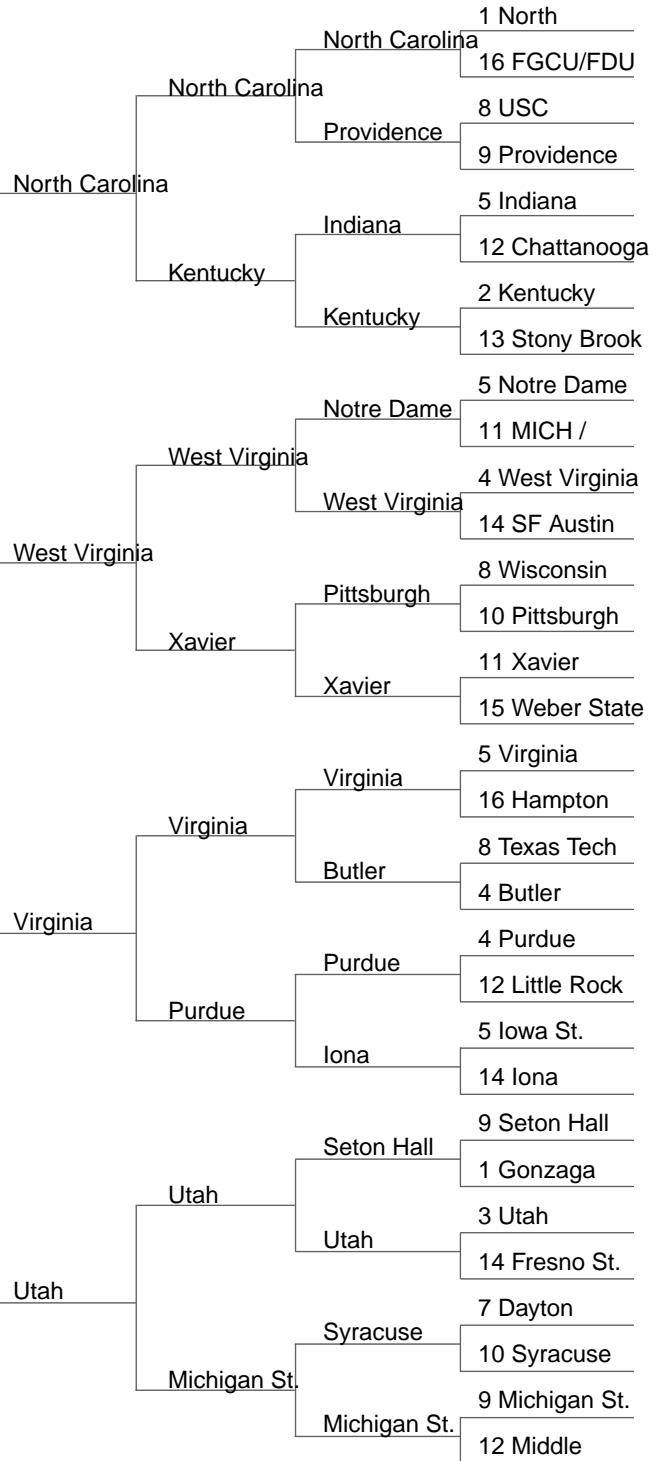 1 North
North Carolina
16 FGCU/FDU
North Carolina
8 USC
Providence
9 Providence
North Carolina
5 Indiana
Indiana
12 Chattanooga
Kentucky
2 Kentucky
Kentucky
13 Stony Brook
5 Notre Dame
Notre Dame
11 MICH /
West Virginia
4 West Virginia
West Virginia
14 SF Austin
West Virginia
8 Wisconsin
Pittsburgh
10 Pittsburgh
Xavier
11 Xavier
Xavier
15 Weber State
5 Virginia
Virginia
16 Hampton
Virginia
8 Texas Tech
Butler
4 Butler
Virginia
4 Purdue
Purdue
12 Little Rock
Purdue
5 Iowa St.
Iona
14 Iona
9 Seton Hall
Seton Hall
1 Gonzaga
Utah
3 Utah
Utah
14 Fresno St.
Utah
7 Dayton
Syracuse
10 Syracuse
Michigan St.
9 Michigan St.
Michigan St.
12 Middle